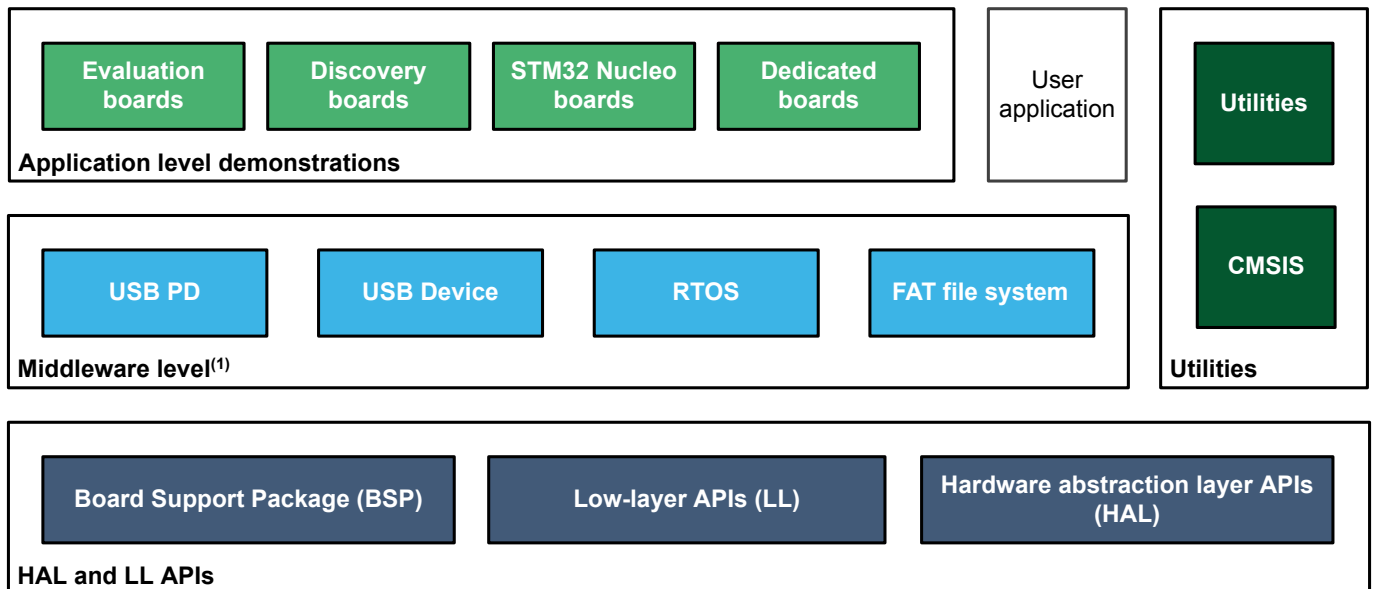 Evaluation
boards
Discovery
boards
STM32 Nucleo
boards
Dedicated
boards
Application level demonstrations
User
application
Utilities
CMSIS
Utilities
USB PD
USB Device
RTOS
FAT file system
Middleware level(1)
Board Support Package (BSP)
Low-layer APIs (LL)
Hardware abstraction layer APIs
(HAL)
HAL and LL APIs